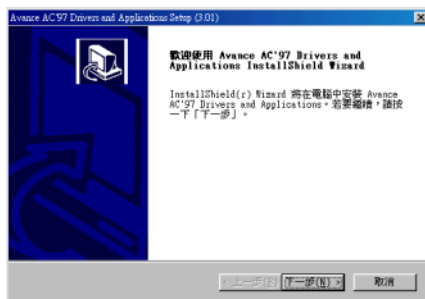 Avance AC'97 Drivers and Applications Setup (3.01)
歡迎使用 Avance AC'97 Drivers and
Applications InstallShield Wizard
InstallShield(r) Wizard 將在電腦中安裝 Avance
AC'97 Drivers and Applications。若要繼續，請按
一下「下一步」。
< 上一步(B) 下一步(N) > 取消